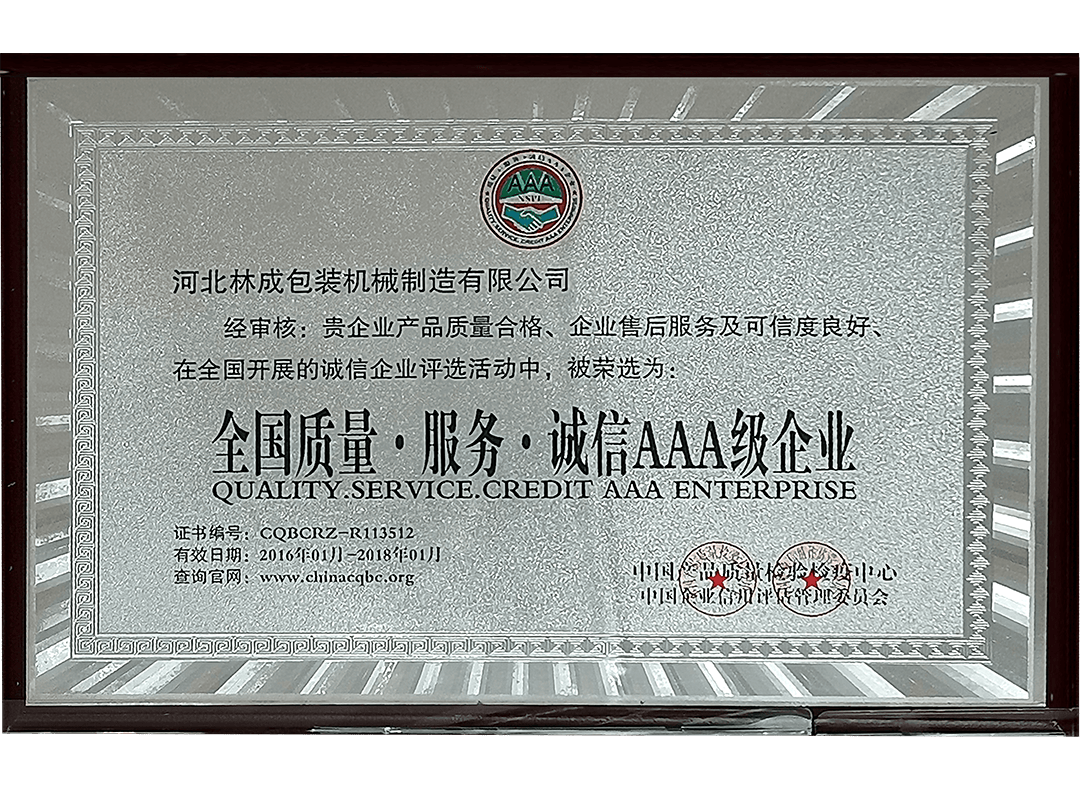 AAA
NSPI
QUALITY.SERVICE.CREDIT AAA ENTERPRISE
河北林成包装机械制造有限公司
经审核：贵企业产品质量合格、企业售后服务及可信度良好、
在全国开展的诚信企业评选活动中，被荣选为：
全国质量·服务·诚信AAA级企业
QUALITY.SERVICE.CREDIT AAA ENTERPRISE
证书编号：CQBCRZ-R113512
有效日期：2016年01月-2018年01月
查询官网：www.chinacqbc.org
中国产品质量检验检疫中心
中国企业信用评估管理委员会